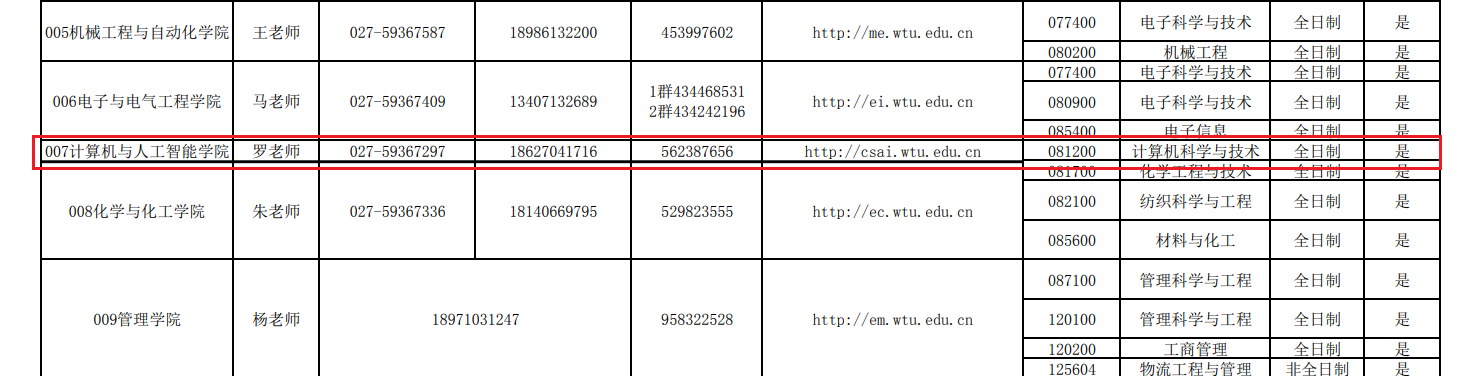 077400 电子科学与技术 全日制 是
005机械工程与自动化学院 王老师 027-59367587 18986132200 453997602 http://me.wtu.edu.cn
080200 机械工程 全日制 是
077400 电子科学与技术 全日制 是
1群434468531
006电子与电气工程学院 马老师 027-59367409 13407132689 http://ei.wtu.edu.cn 080900 电子科学与技术 全日制 是
2群434242196
085400 电子信息 全日制 是
007计算机与人工智能学院 罗老师 027-59367297 18627041716 562387656 http://csai.wtu.edu.cn 081200 计算机科学与技术 全日制 是
081700 化学工程与技术 全日制 是
082100 纺织科学与工程 全日制 是
008化学与化工学院 朱老师 027-59367336 18140669795 529823555 http://ec.wtu.edu.cn
085600 材料与化工 全日制 是
087100 管理科学与工程 全日制 是
009管理学院 杨老师 18971031247 958322528 http://em.wtu.edu.cn 120100 管理科学与工程 全日制 是
120200 工商管理 全日制 是
125604 物流工程与管理 非全日制 是